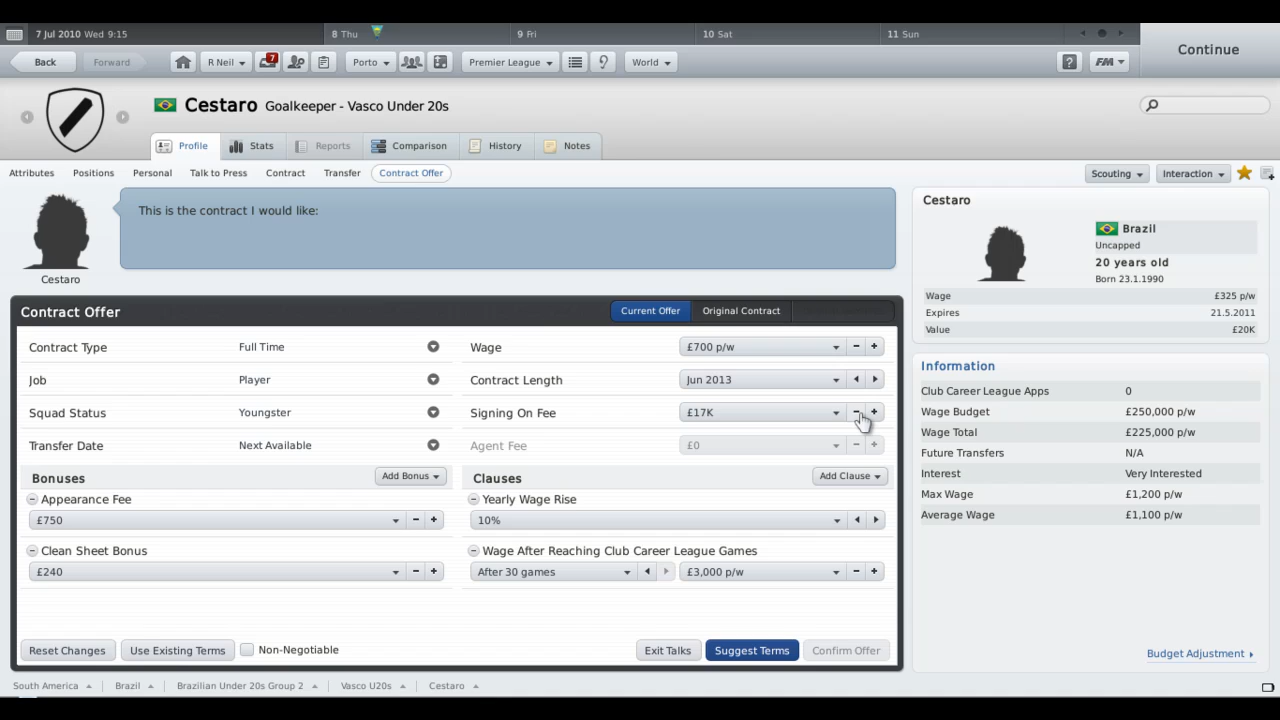 7 Jul 2010 Wed 9:15
8 Thu
9 Fri
10 Sat
11 Sun
Continue
Back
Forward
R Neil
7
Porto
Premier League
World
?
FM
Cestaro Goalkeeper - Vasco Under 20s
Profile
Stats
Reports
Comparison
History
Notes
Attributes
Positions
Personal
Talk to Press
Contract
Transfer
Contract Offer
Scouting
Interaction
This is the contract I would like:
Cestaro
Cestaro
Brazil
Uncapped
20 years old
Born 23.1.1990
Wage £325 p/w
Expires 21.5.2011
Value £20K
Contract Offer
Current Offer
Original Contract
Contract Type Full Time
Wage £700 p/w
Job Player
Contract Length Jun 2013
Squad Status Youngster
Signing On Fee £17K
Transfer Date Next Available
Agent Fee £0
Bonuses
Add Bonus
Clauses
Add Clause
Appearance Fee
£750
Yearly Wage Rise
10%
Clean Sheet Bonus
£240
Wage After Reaching Club Career League Games
After 30 games
£3,000 p/w
Reset Changes
Use Existing Terms
Non-Negotiable
Exit Talks
Suggest Terms
Confirm Offer
Information
Club Career League Apps 0
Wage Budget £250,000 p/w
Wage Total £225,000 p/w
Future Transfers N/A
Interest Very Interested
Max Wage £1,200 p/w
Average Wage £1,100 p/w
Budget Adjustment
South America
Brazil
Brazilian Under 20s Group 2
Vasco U20s
Cestaro